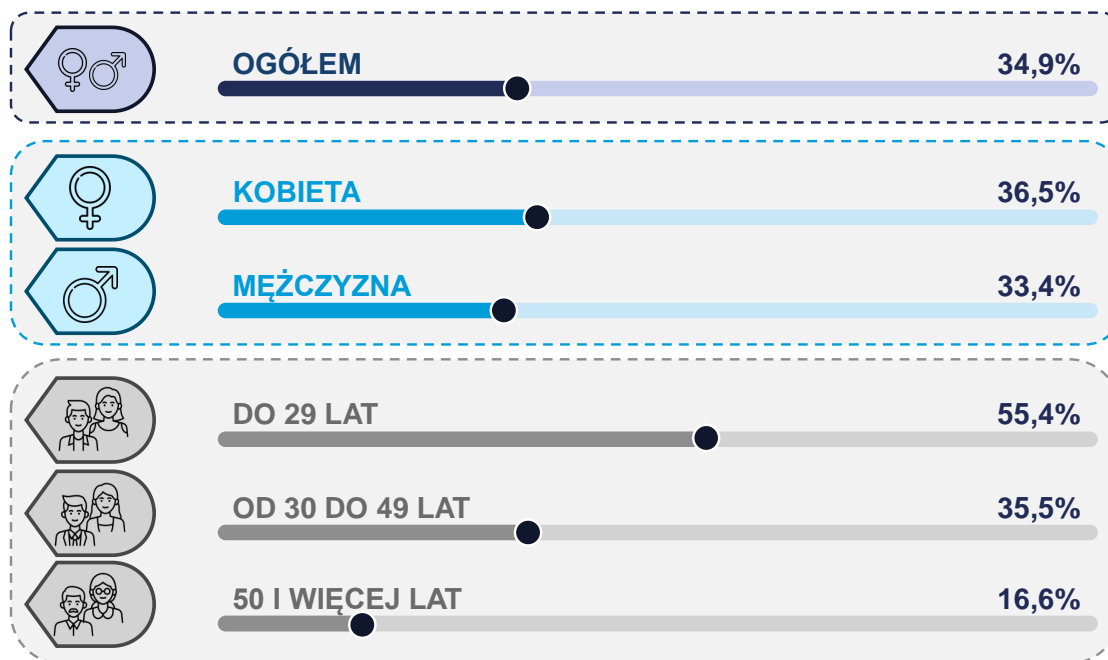 OGÓŁEM 34,9%
KOBIETA 36,5%
MĘŻCZYZNA 33,4%
DO 29 LAT 55,4%
OD 30 DO 49 LAT 35,5%
50 I WIĘCEJ LAT 16,6%